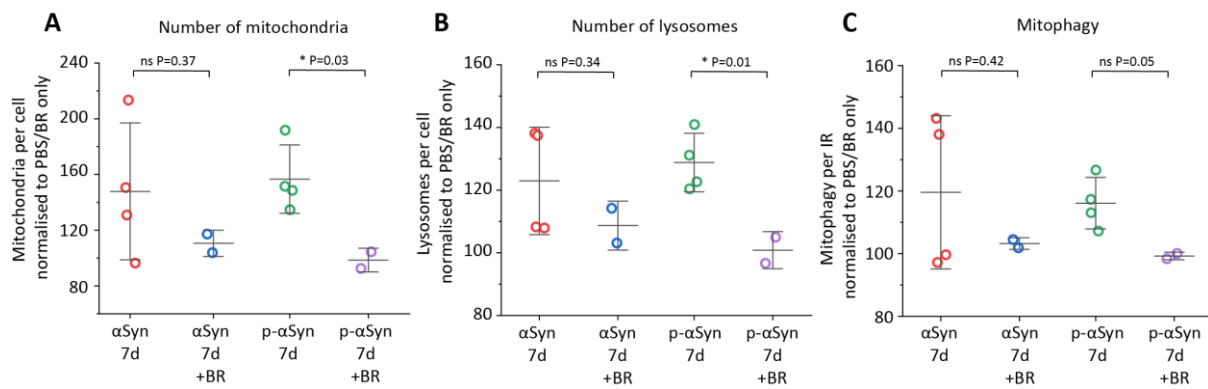 A
Number of mitochondria
Mitochondria per cell
normalised to PBS/BR only
240
200
160
120
80
ns P=0.37
* P=0.03
αSyn
7d
αSyn
7d
+BR
p-αSyn
7d
p-αSyn
7d
+BR
B
Number of lysosomes
Lysosomes per cell
normalised to PBS/BR only
160
140
120
100
80
ns P=0.34
* P=0.01
αSyn
7d
αSyn
7d
+BR
p-αSyn
7d
p-αSyn
7d
+BR
C
Mitophagy
Mitophagy per IR
normalised to PBS/BR only
160
140
120
100
80
ns P=0.42
ns P=0.05
αSyn
7d
αSyn
7d
+BR
p-αSyn
7d
p-αSyn
7d
+BR